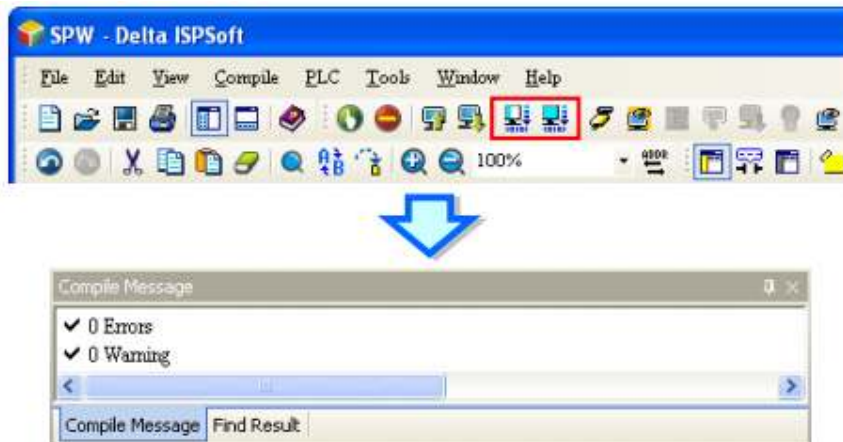 SPW - Delta ISPSoft
File Edit View Compile PLC Tools Window Help
100%
Compile Message
0 Errors
0 Warning
Compile Message Find Result